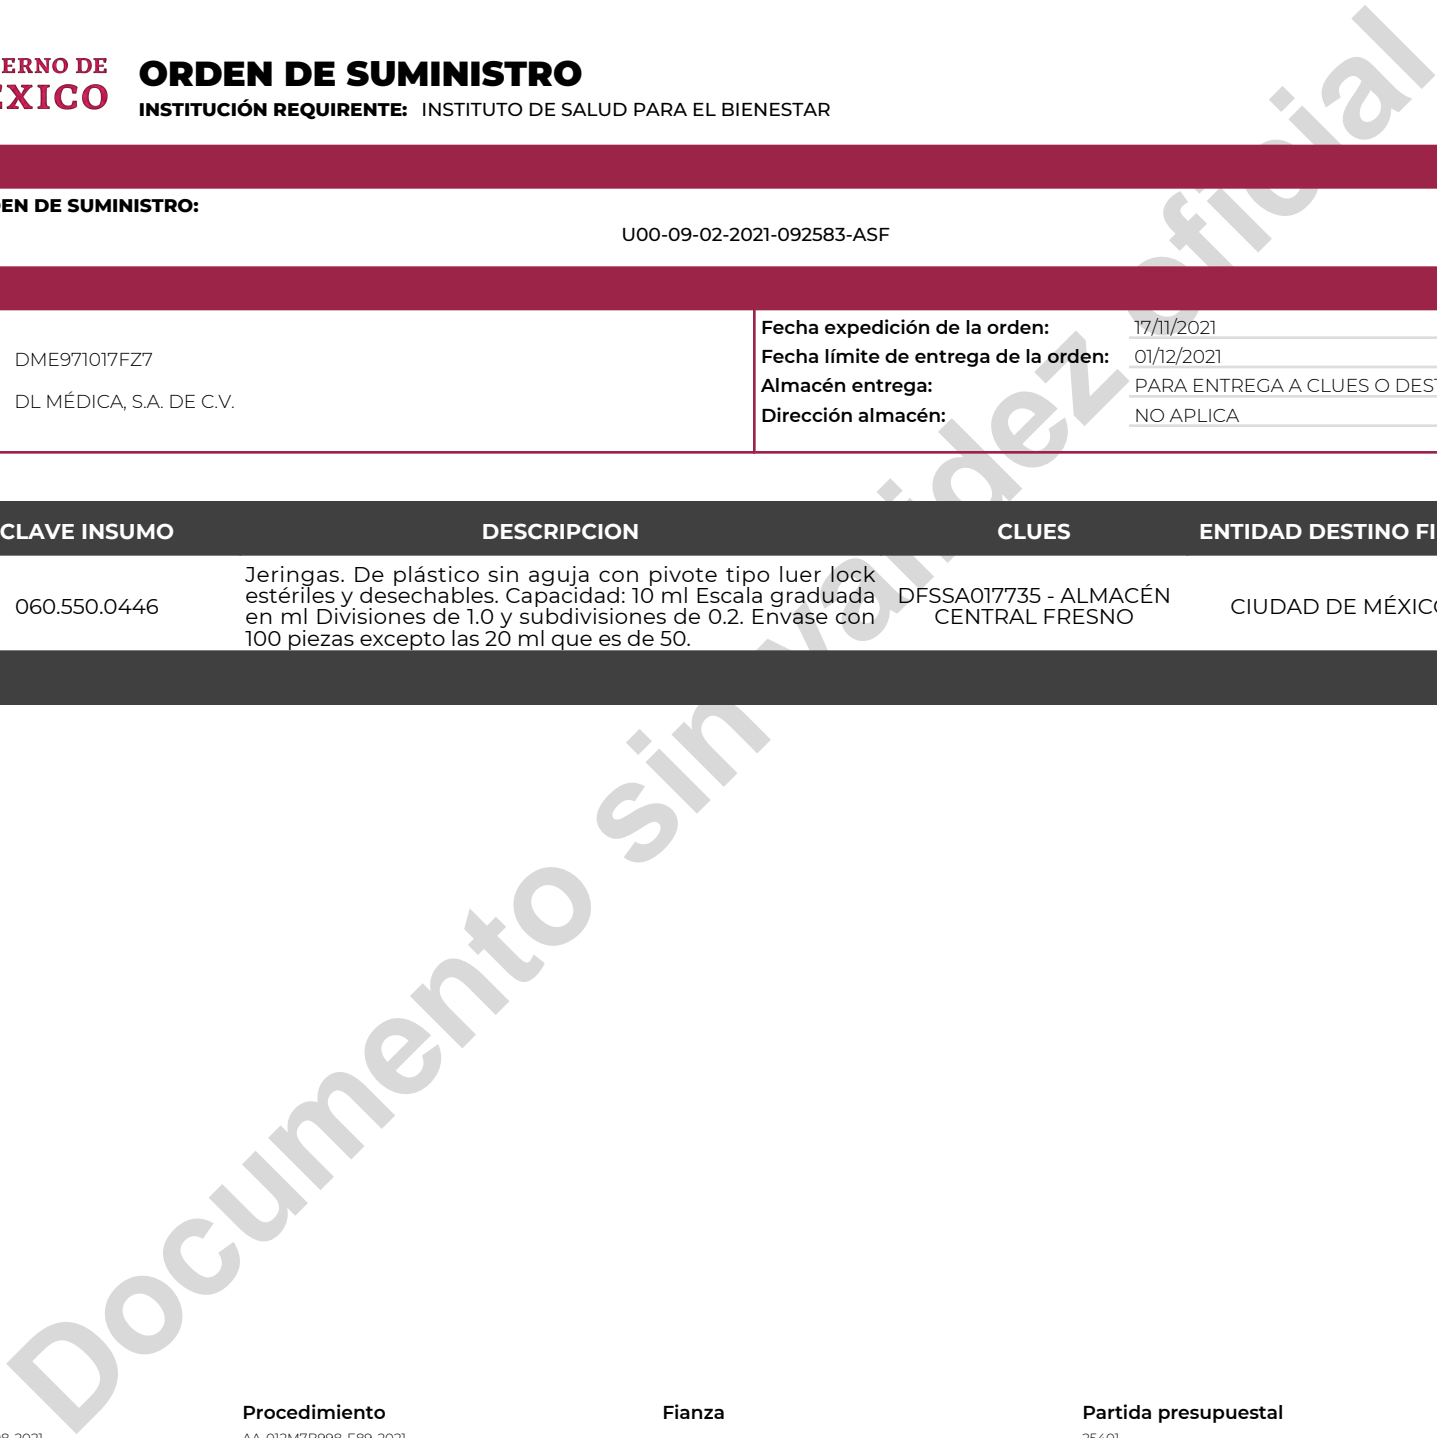 ERNO DE
ORDEN DE SUMINISTRO
EXICO
INSTITUCIÓN REQUIRENTE: INSTITUTO DE SALUD PARA EL BIENESTAR
EN DE SUMINISTRO:
U00-09-02-2021-092583-ASF
DME971017FZ7
DL MÉDICA, S.A. DE C.V.
Fecha expedición de la orden: 17/11/2021
Fecha límite de entrega de la orden: 01/12/2021
Almacén entrega: PARA ENTREGA A CLUES O DES
Dirección almacén: NO APLICA
CLAVE INSUMO DESCRIPCION CLUES ENTIDAD DESTINO FI
060.550.0446
Jeringas. De plástico sin aguja con pivote tipo luer lock
estériles y desechables. Capacidad: 10 ml Escala graduada
en ml Divisiones de 1.0 y subdivisiones de 0.2. Envase con
100 piezas excepto las 20 ml que es de 50.
DFSSA017735 - ALMACÉN
CENTRAL FRESNO
CIUDAD DE MÉXICO
Documento sin validez oficial
Procedimiento Fianza Partida presupuestal